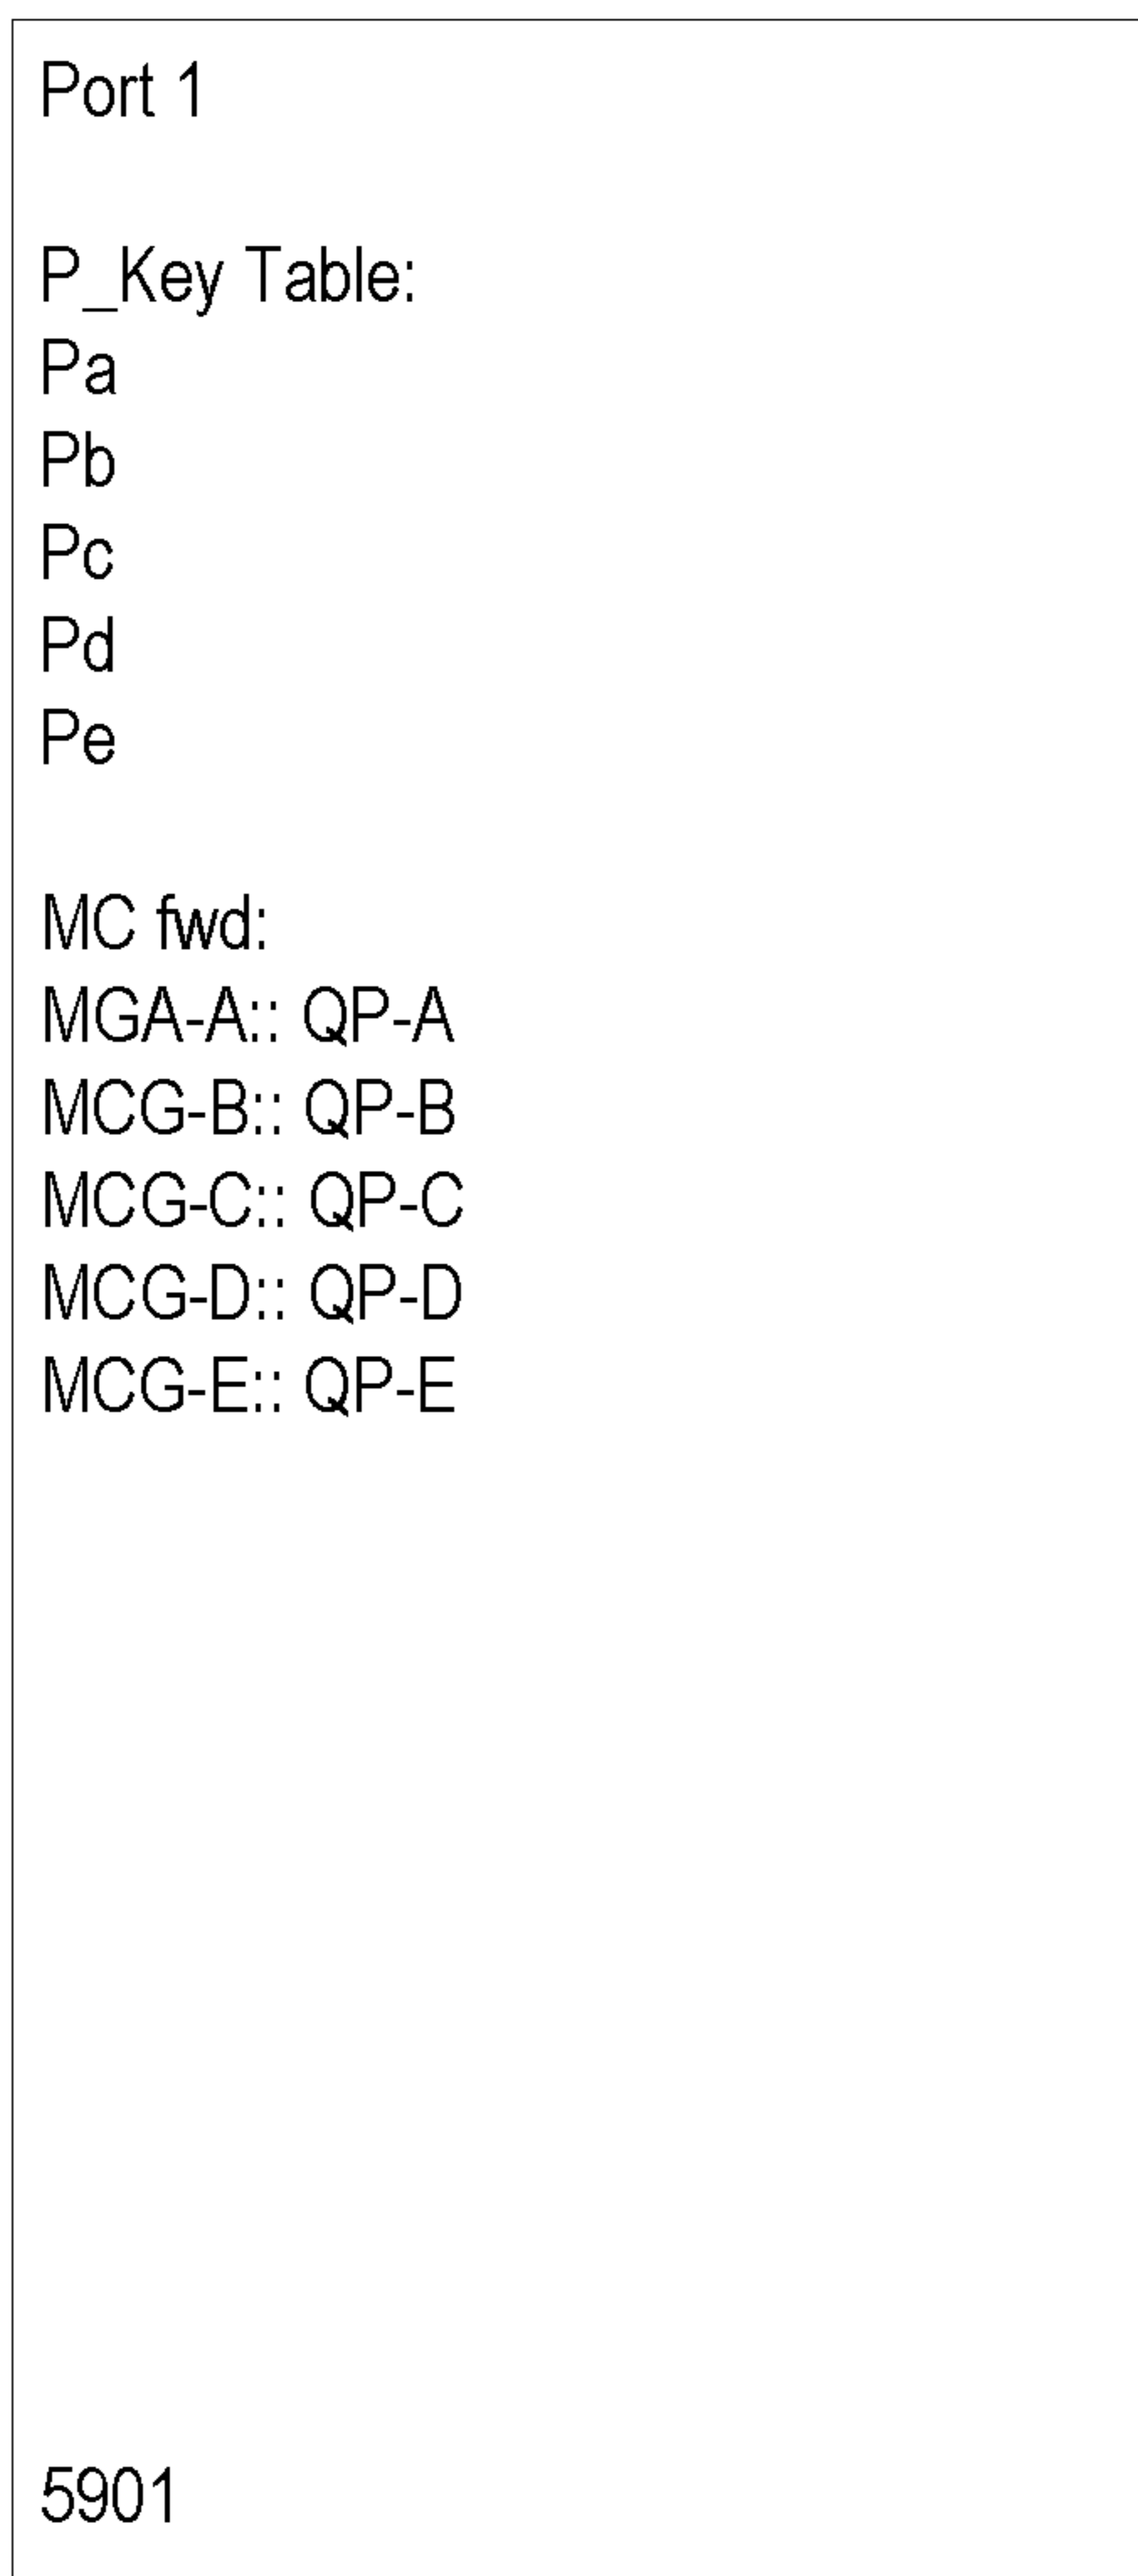 Port 1
P_Key Table:
Pa
Pb
Pc
Pd
Pe
MC fwd:
MGA-A:: QP-A
MCG-B:: QP-B
MCG-C:: QP-C
MCG-D:: QP-D
MCG-E:: QP-E
5901